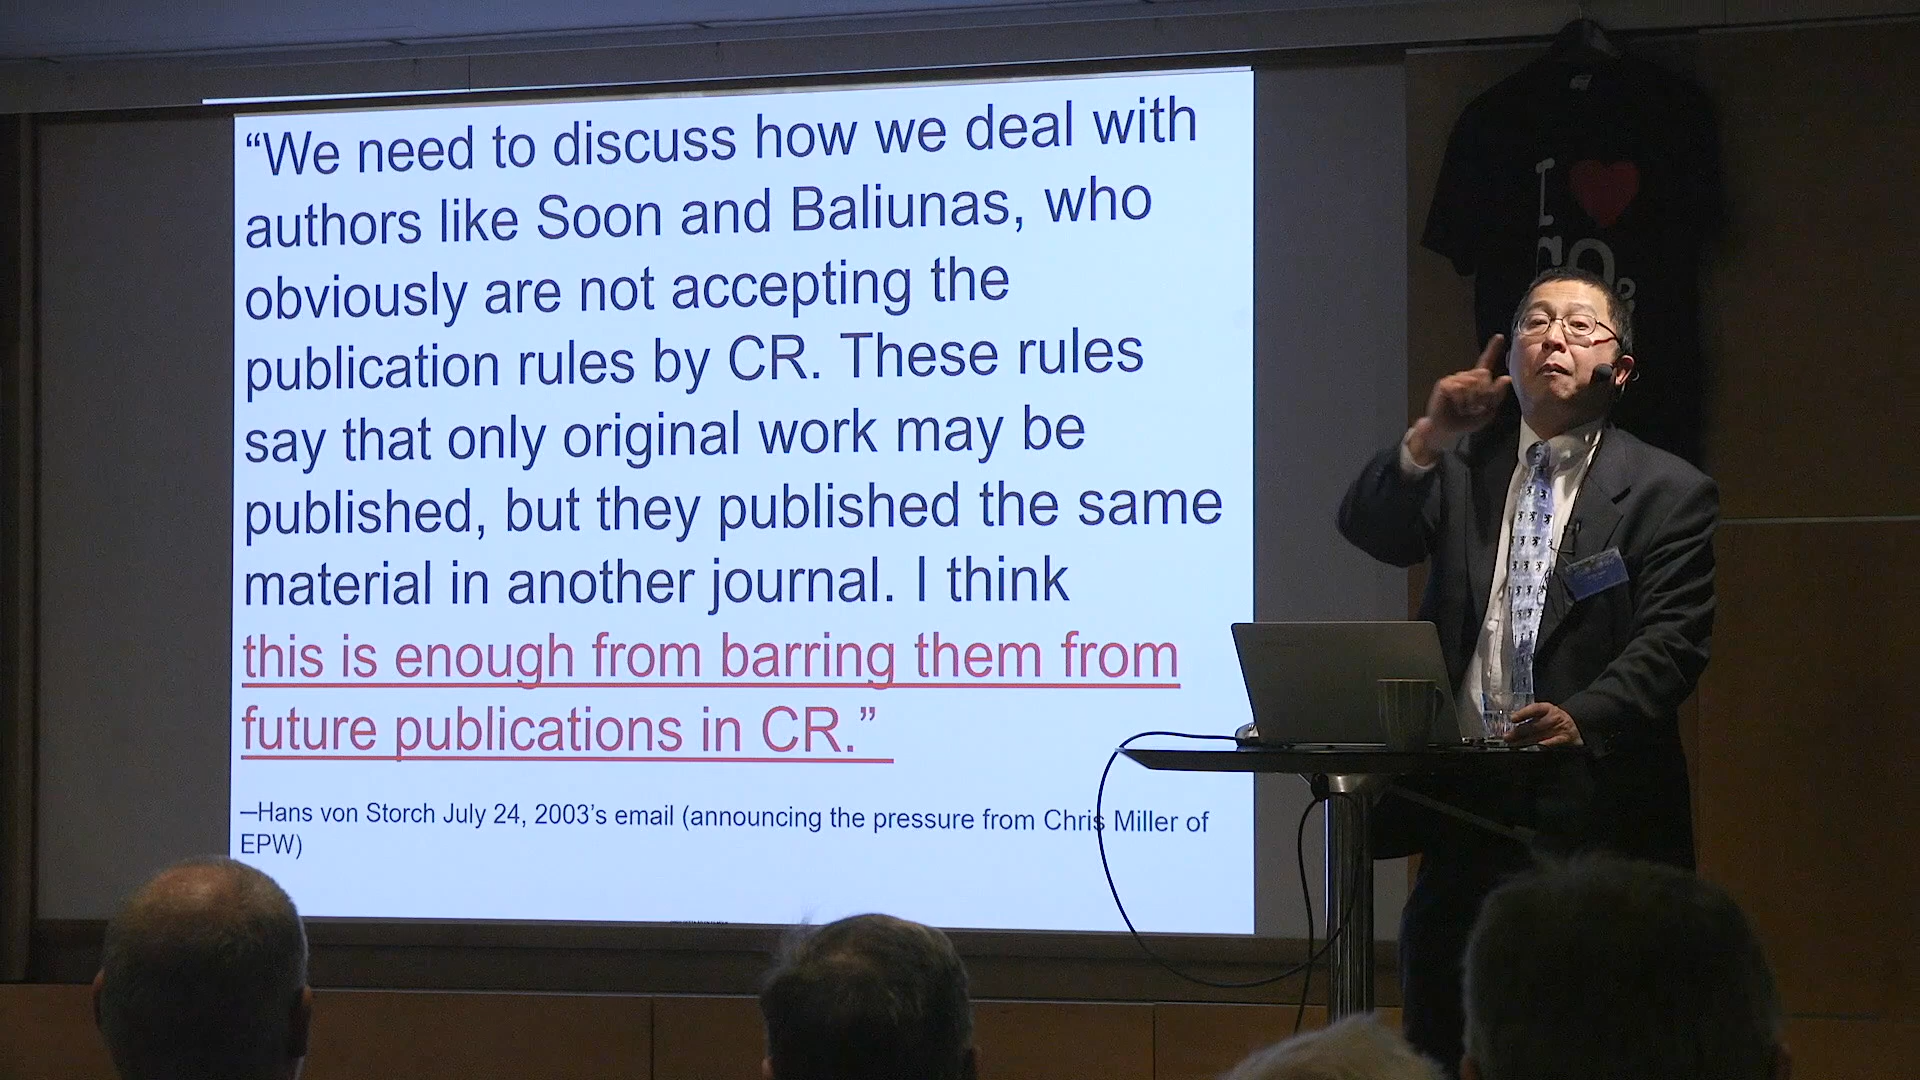 “We need to discuss how we deal with
authors like Soon and Baliunas, who
obviously are not accepting the
publication rules by CR. These rules
say that only original work may be
published, but they published the same
material in another journal. I think
this is enough from barring them from
future publications in CR.”
─Hans von Storch July 24, 2003’s email (announcing the pressure from Chris Miller of
EPW)
I